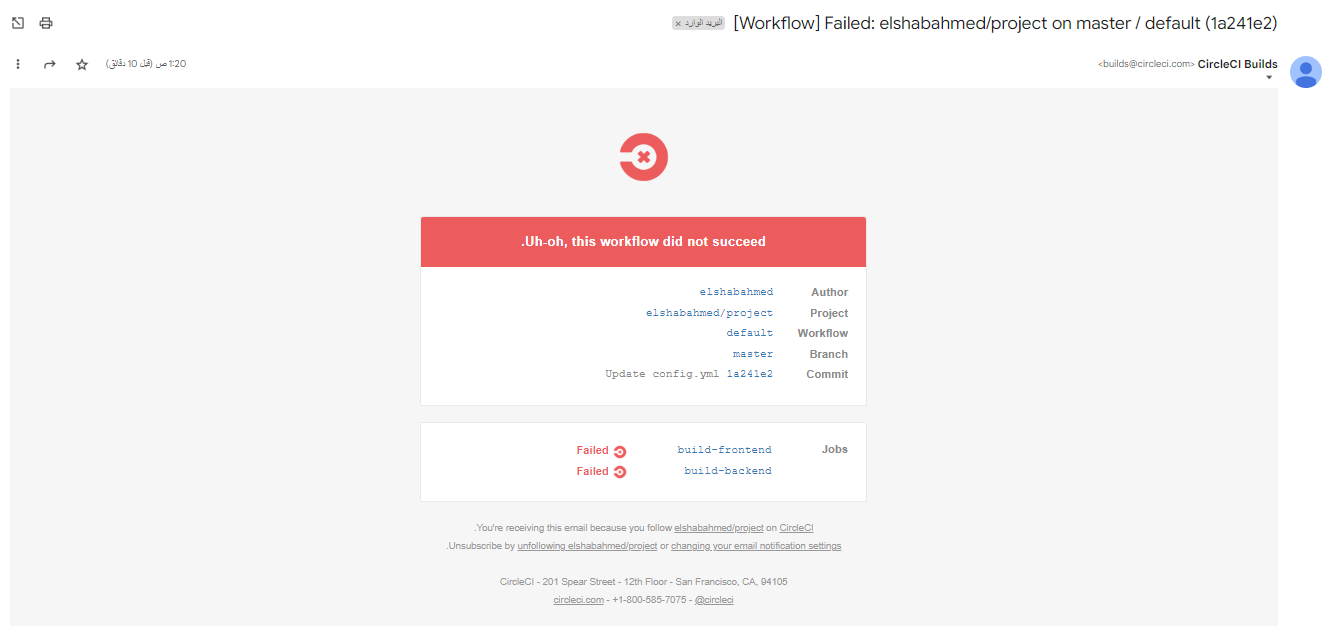 [Workflow] Failed: elshabahmed/project on master / default (1a241e2) البريد الوارد ×
CircleCI Builds <builds@circleci.com> 1:20 ص (قبل 10 دقائق)
.Uh-oh, this workflow did not succeed
Author elshabahmed
Project elshabahmed/project
Workflow default
Branch master
Commit Update config.yml 1a241e2
Jobs build-frontend Failed
build-backend Failed
.You're receiving this email because you follow elshabahmed/project on CircleCI
.Unsubscribe by unfollowing elshabahmed/project or changing your email notification settings
CircleCI - 201 Spear Street - 12th Floor - San Francisco, CA, 94105
circleci.com - +1-800-585-7075 - @circleci